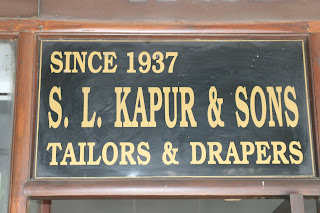 SINCE 1937
S. L. KAPUR & SONS
TAILORS & DRAPERS